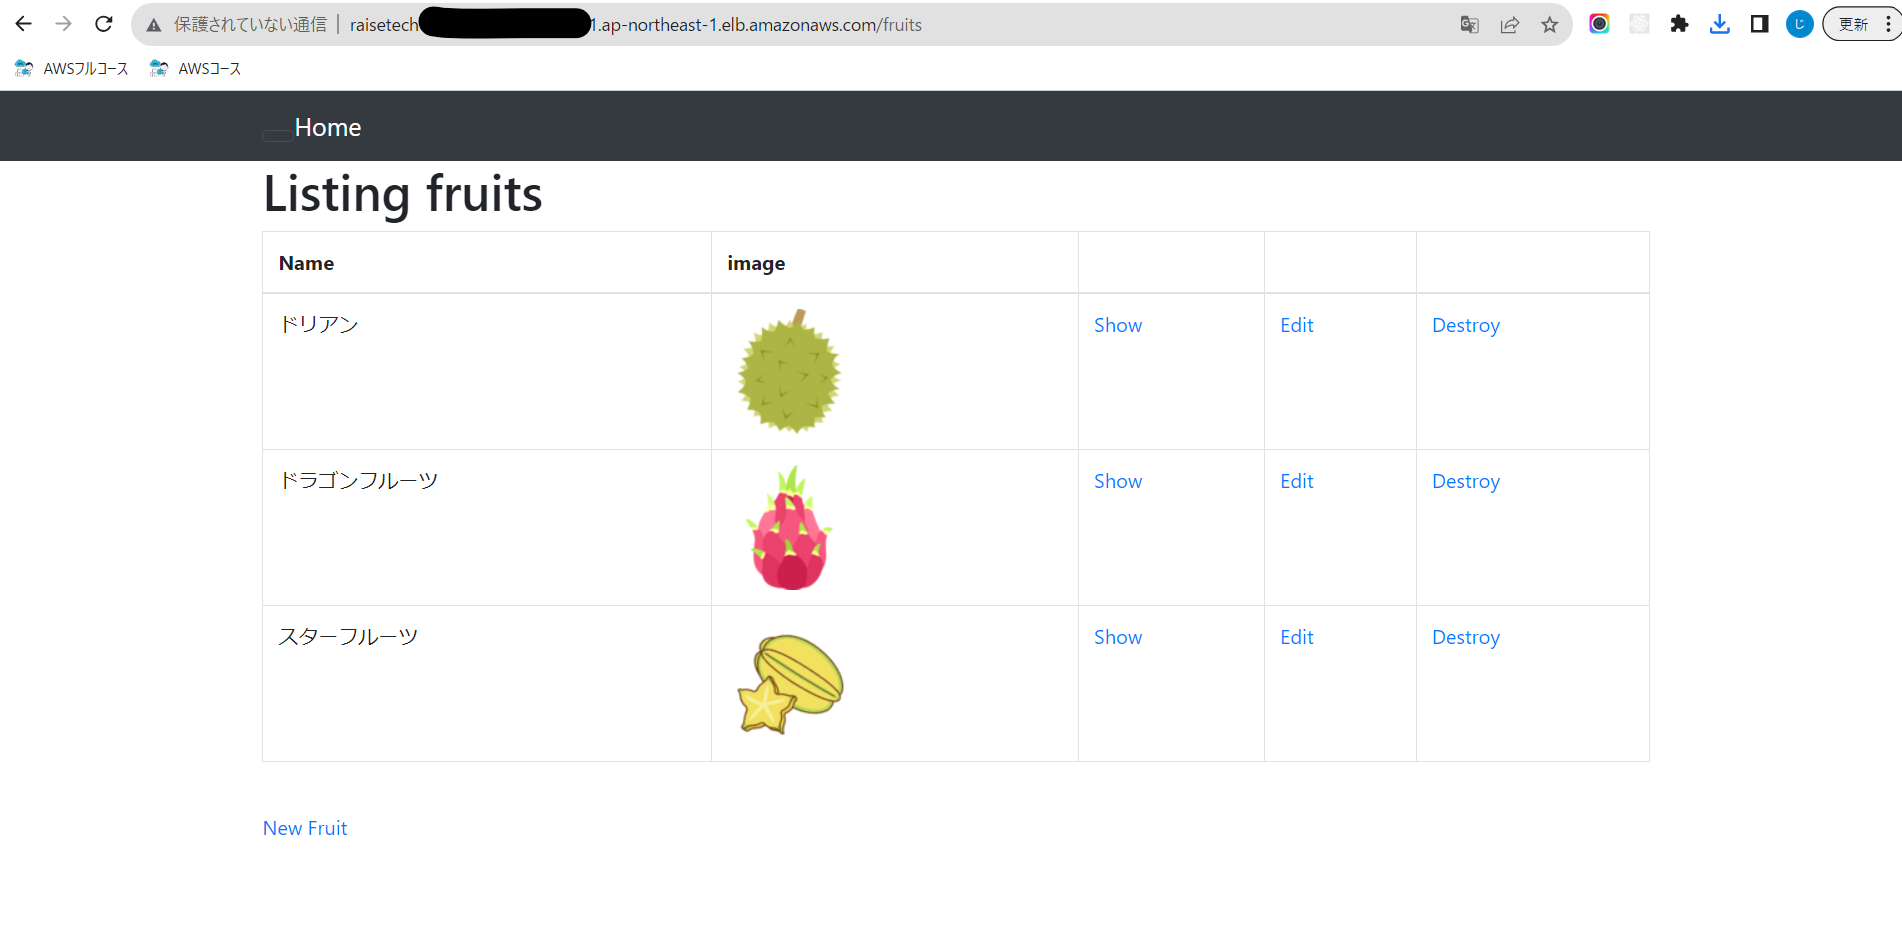 保護されていない通信 | raisetech 1.ap-northeast-1.elb.amazonaws.com/fruits 更新
AWSフルコース AWSコース
Home
Listing fruits
Name image
ドリアン Show Edit Destroy
ドラゴンフルーツ Show Edit Destroy
スターフルーツ Show Edit Destroy
New Fruit